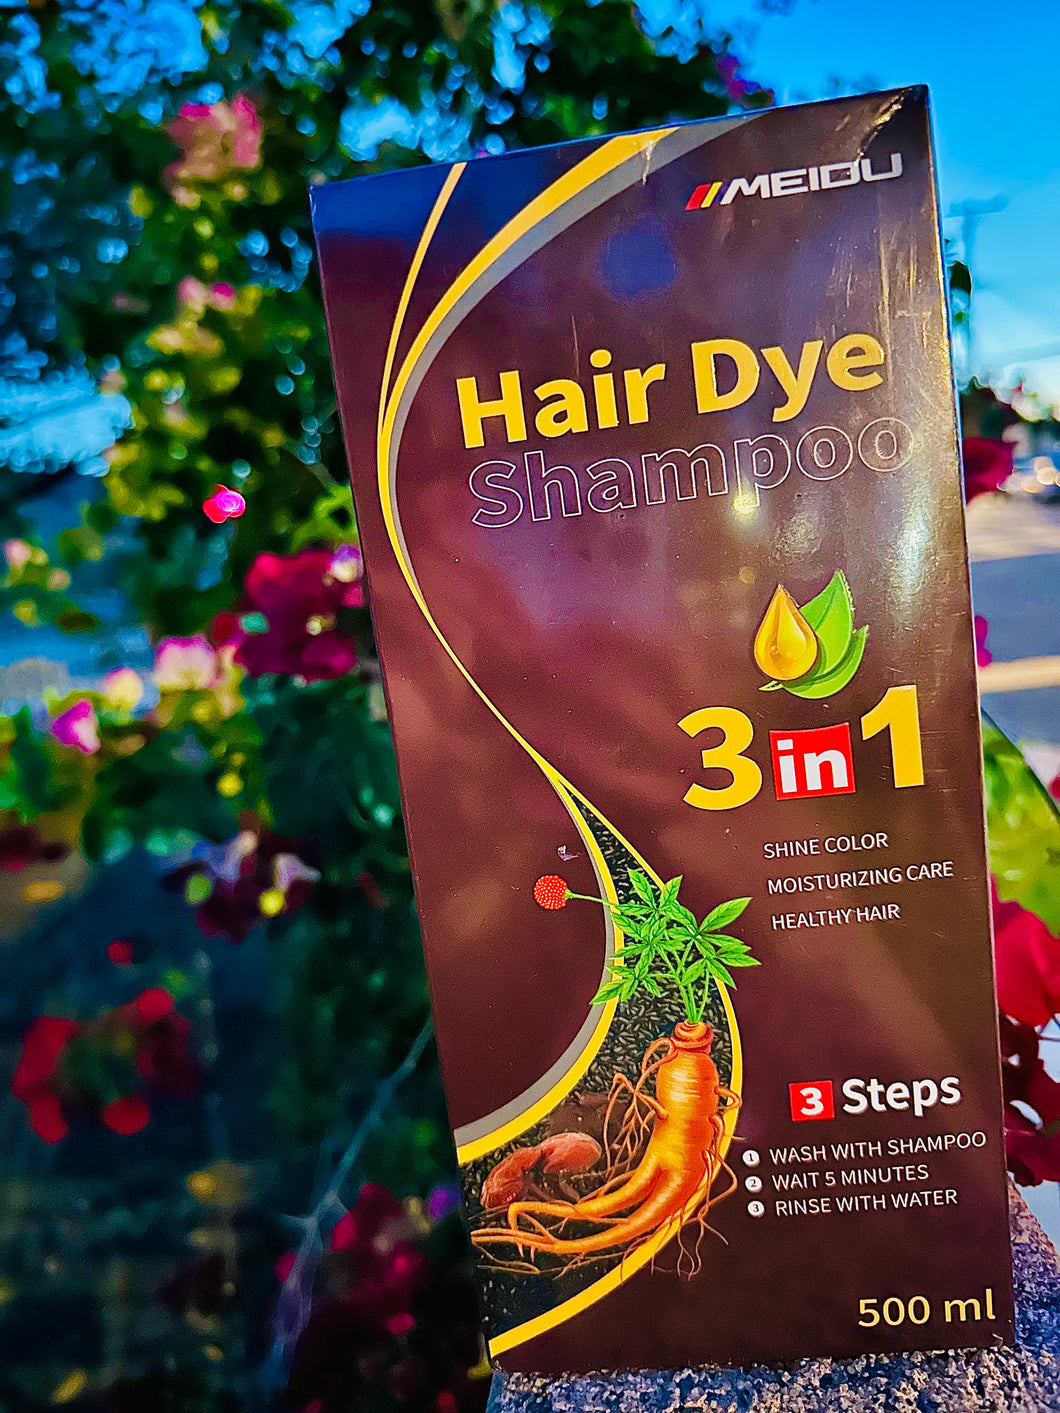 MEIDU
Hair Dye
Shampoo
3 in 1
SHINE COLOR
MOISTURIZING CARE
HEALTHY HAIR
3 Steps
1 WASH WITH SHAMPOO
2 WAIT 5 MINUTES
3 RINSE WITH WATER
500 ml